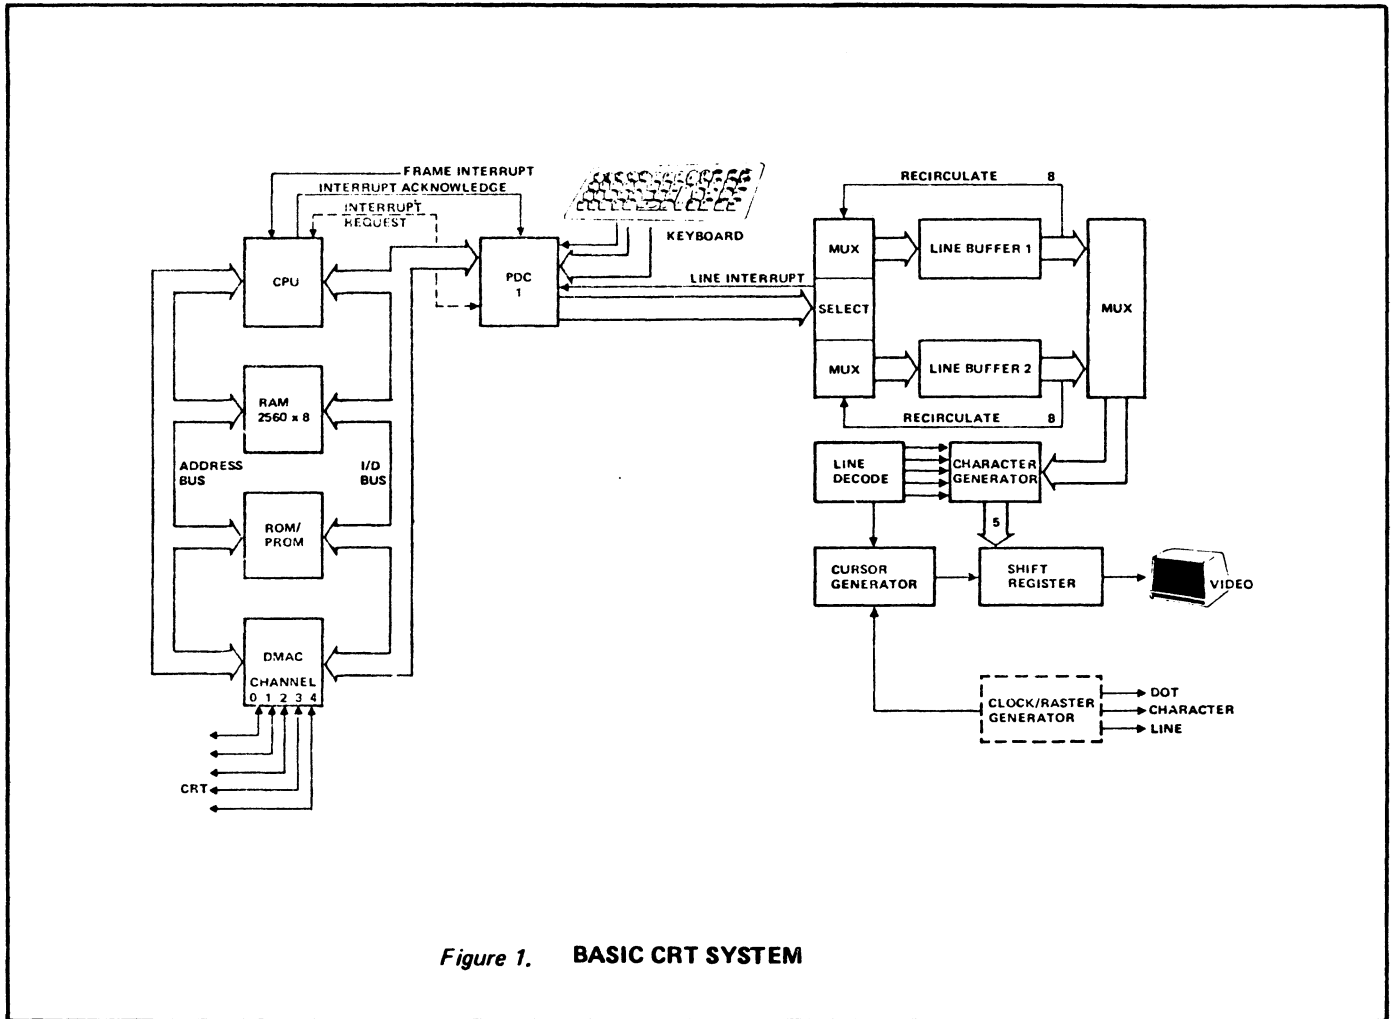 FRAME INTERRUPT
INTERRUPT ACKNOWLEDGE
INTERRUPT
REQUEST
KEYBOARD
CPU
PDC
1
LINE INTERRUPT
RECIRCULATE 8
MUX
LINE BUFFER 1
SELECT
MUX
MUX
LINE BUFFER 2
RECIRCULATE 8
RAM
2560 x 8
ADDRESS
BUS
I/D
BUS
ROM/
PROM
DMAC
CHANNEL
0 1 2 3 4
CRT
LINE
DECODE
CHARACTER
GENERATOR
5
CURSOR
GENERATOR
SHIFT
REGISTER
VIDEO
CLOCK/RASTER
GENERATOR
DOT
CHARACTER
LINE
Figure 1. BASIC CRT SYSTEM